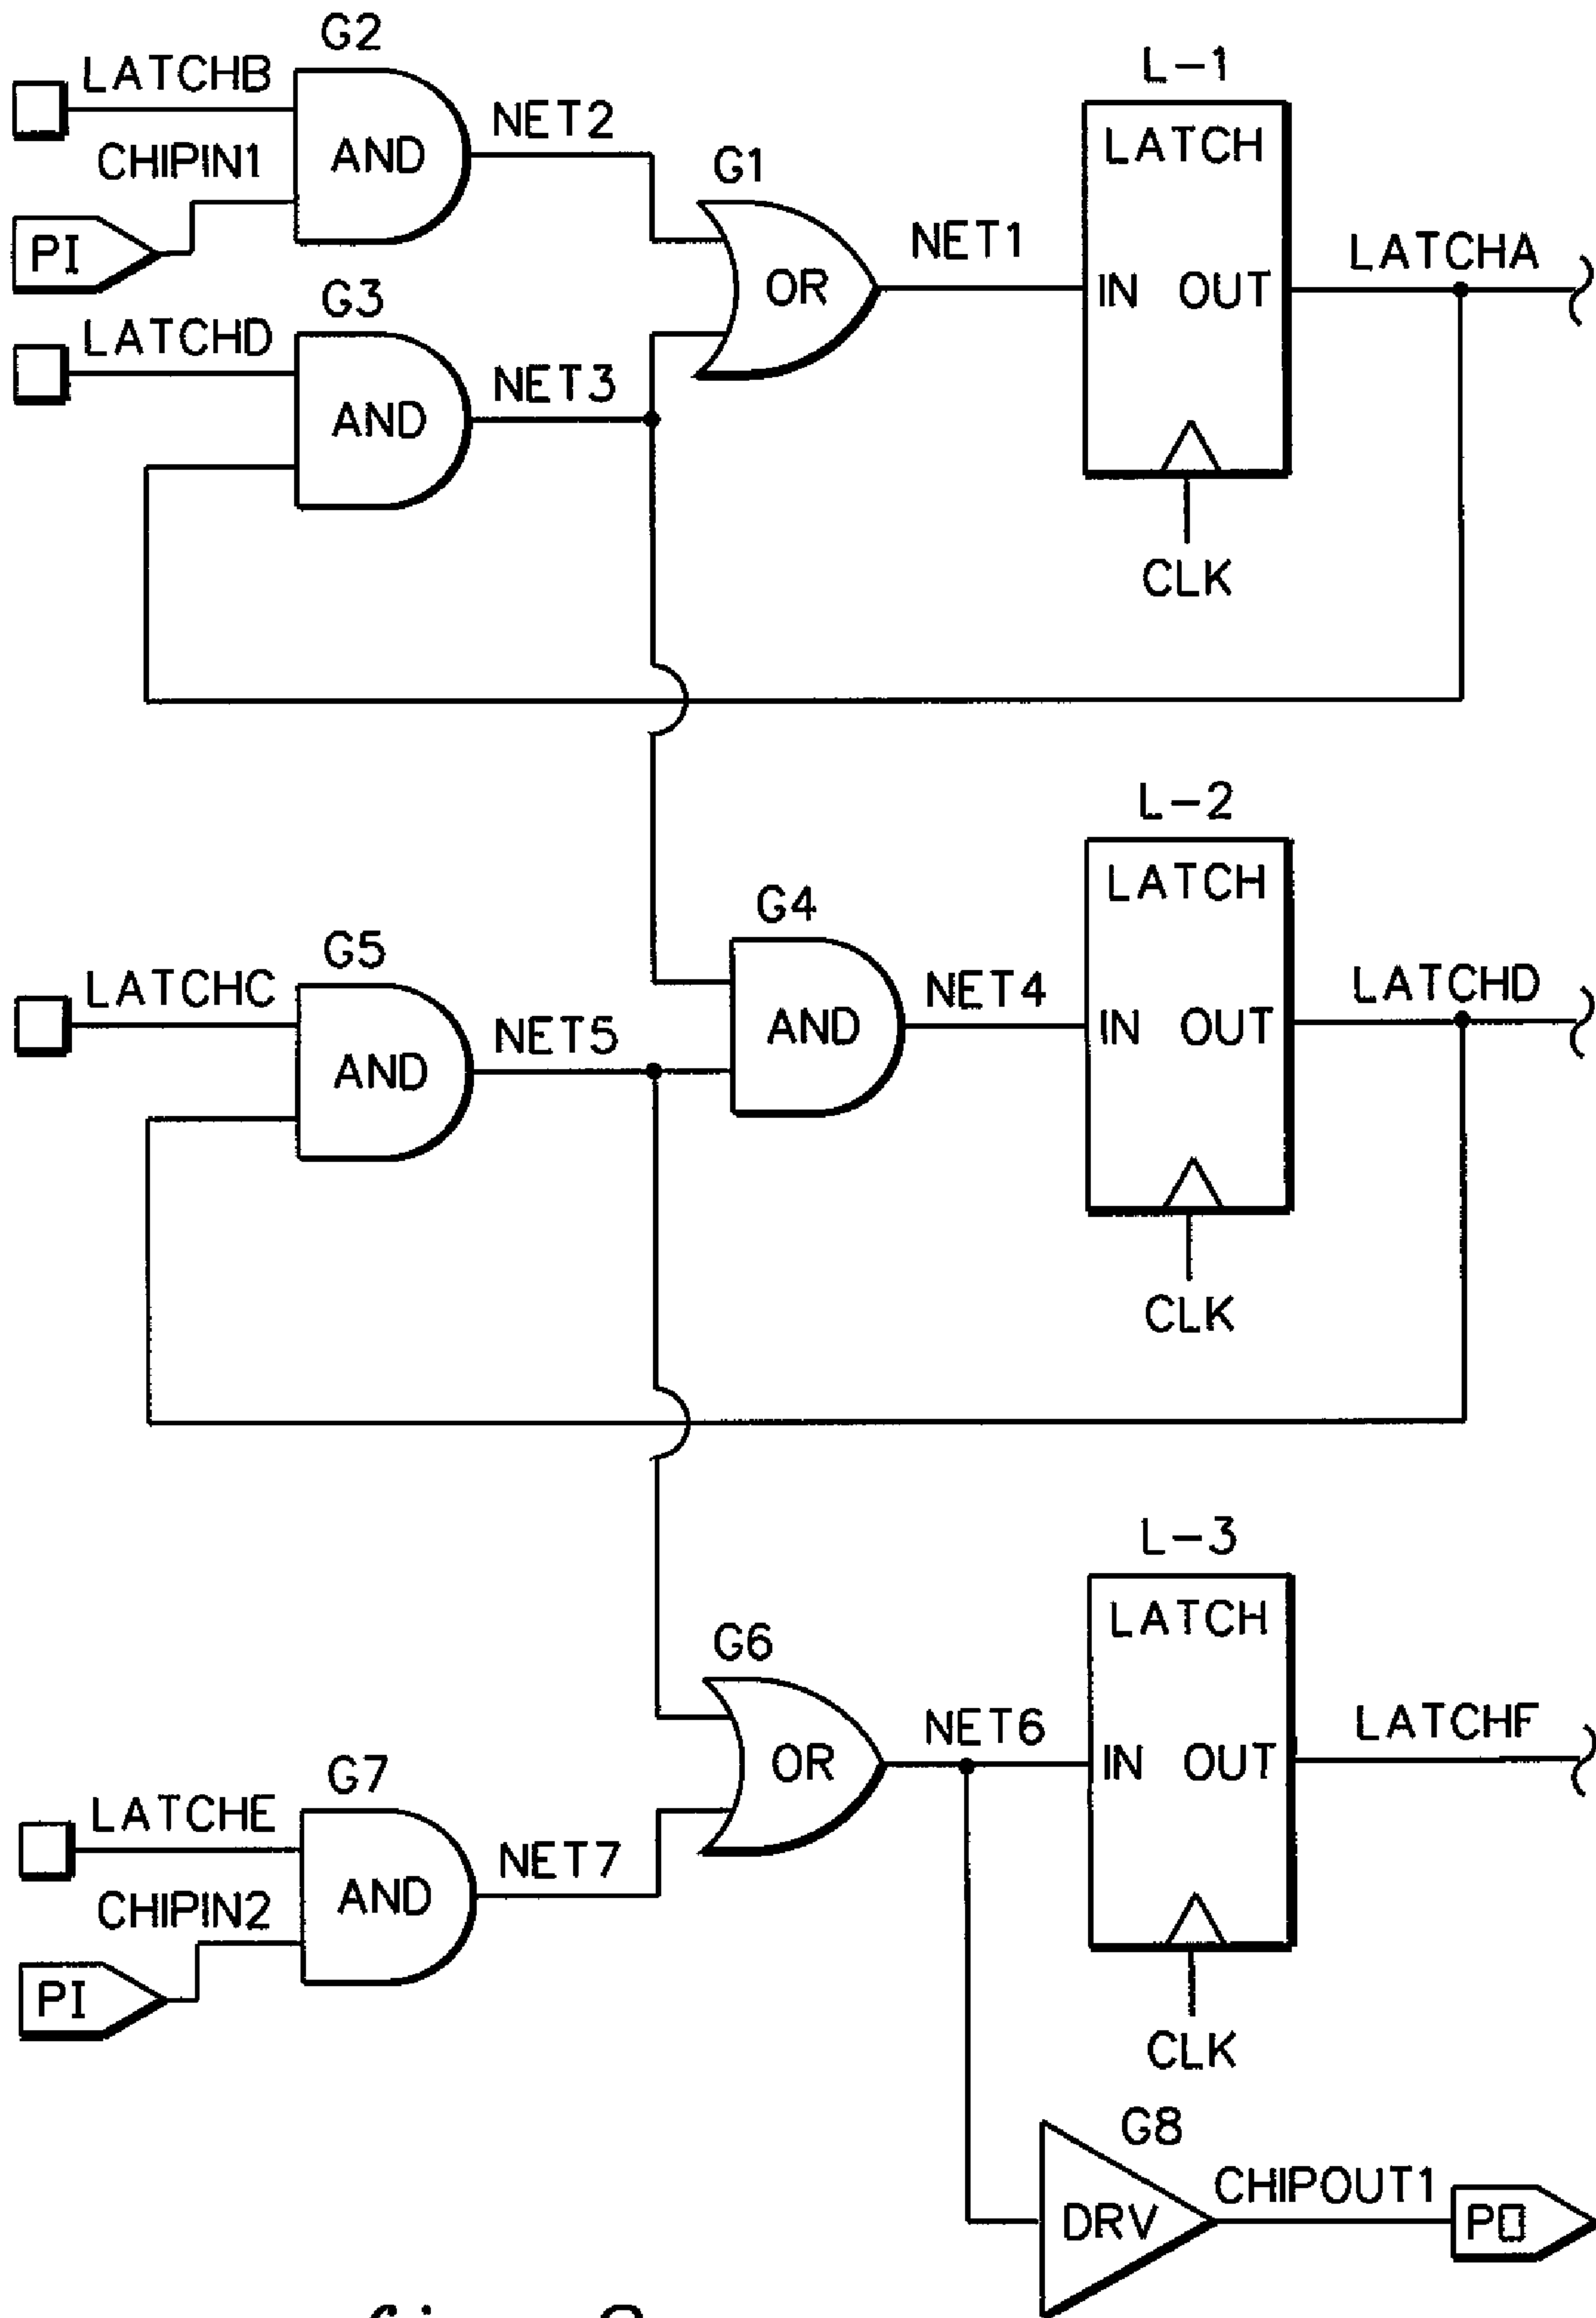 G2
L-1
LATCHB
NET2
LATCH
CHIPIN1
AND
G1
PI
NET1
LATCHA
G3
OR
IN OUT
LATCHD
NET3
AND
CLK
L-2
LATCH
G4
G5
LATCHC
NET4
LATCHD
NET5
AND
IN OUT
AND
CLK
L-3
LATCH
G6
NET6
LATCHF
G7
OR
IN OUT
LATCHE
NET7
AND
CHIPIN2
PI
CLK
G8
CHIPOUT1
DRV
PO